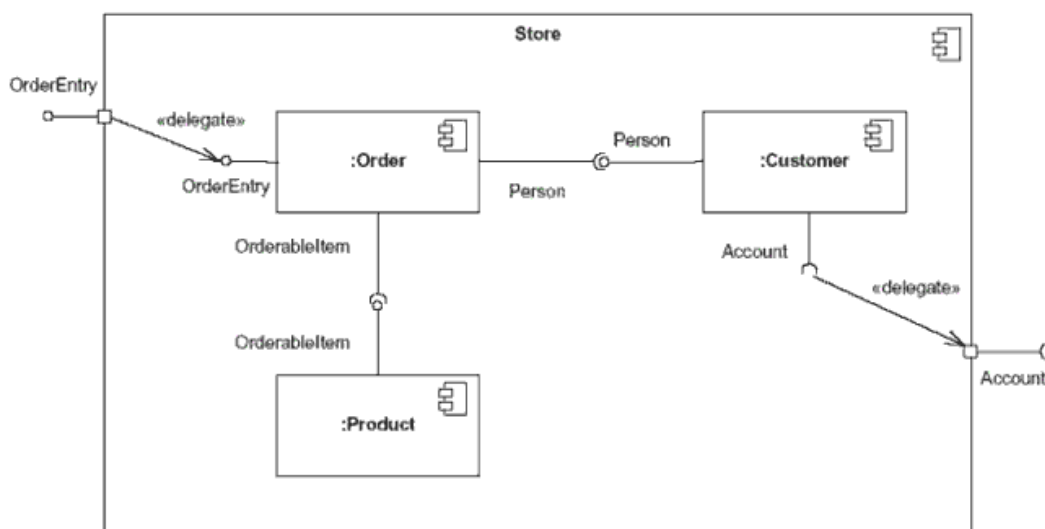 Store
OrderEntry
«delegate»
:Order
OrderEntry
Person
Person
:Customer
OrderableItem
Account
«delegate»
OrderableItem
Account
:Product